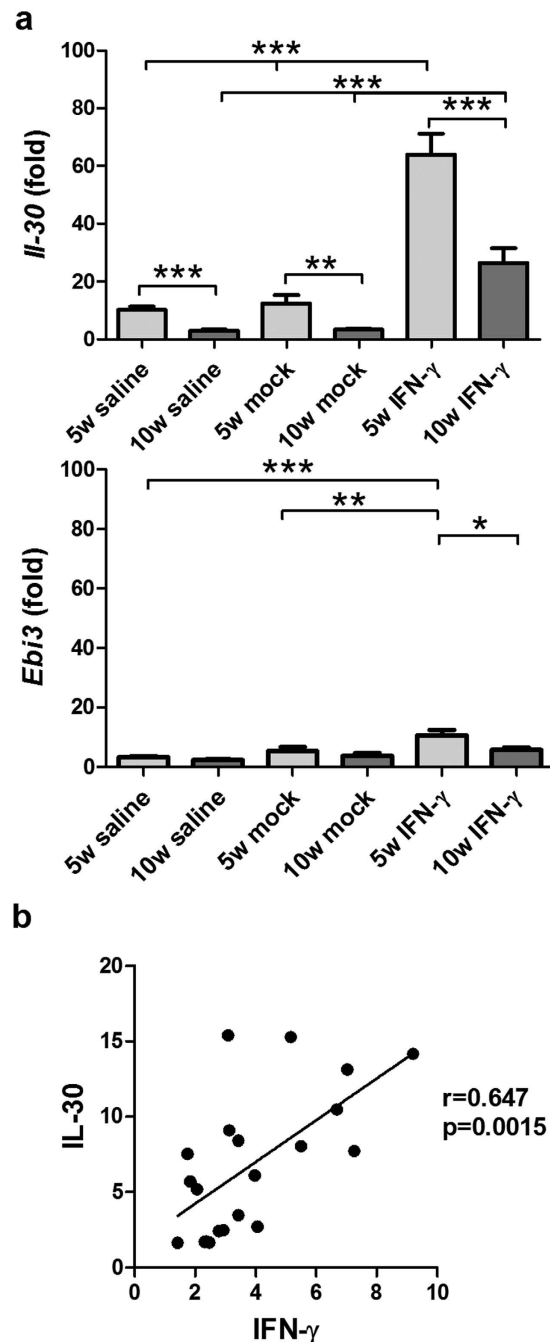 a
***
***
***
***
**
100
80
60
40
20
0
Il-30 (fold)
5w saline
10w saline
5w mock
10w mock
5w IFN-γ
10w IFN-γ
***
**
*
100
80
60
40
20
0
Ebi3 (fold)
5w saline
10w saline
5w mock
10w mock
5w IFN-γ
10w IFN-γ
b
20
15
10
5
0
IL-30
r=0.647
p=0.0015
0 2 4 6 8 10
IFN-γ